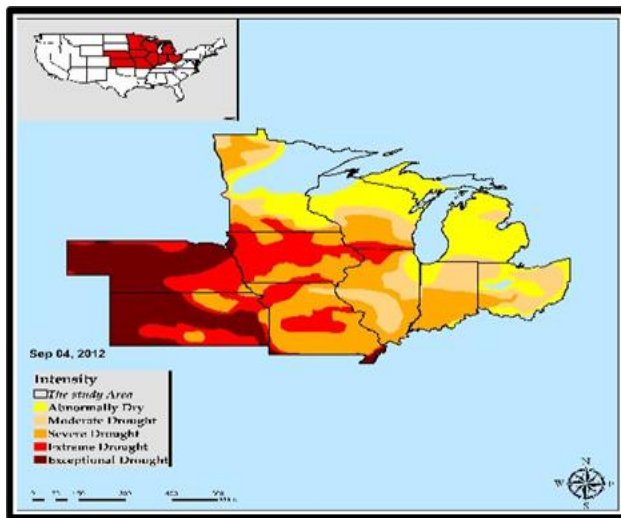 Sep 04, 2012
Intensity
The study Area
Abnormally Dry
Moderate Drought
Severe Drought
Extreme Drought
Exceptional Drought
N
W E
S